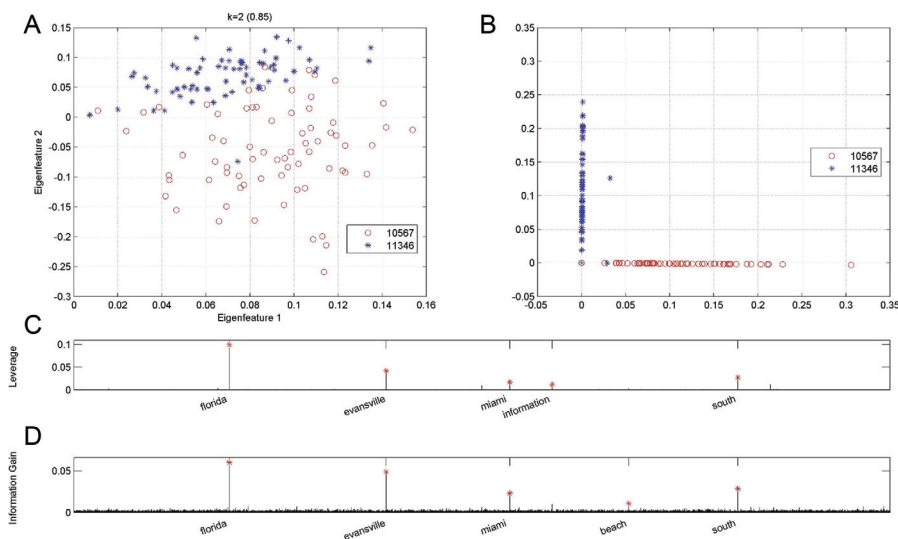 A
k=2 (0.85)
0.15
0.1
0.05
0
-0.05
-0.1
-0.15
-0.2
-0.25
-0.3
Eigenfeature 2
10567
11346
0
0.02
0.04
0.06
0.08
0.1
0.12
0.14
0.16
Eigenfeature 1
B
0.35
0.3
0.25
0.2
0.15
0.1
0.05
0
-0.05
10567
11346
-0.05
0
0.05
0.1
0.15
0.2
0.25
0.3
0.35
C
Leverage
0.1
0.05
0
florida
evansville
miami
information
south
D
Information Gain
0.05
0
florida
evansville
miami
beach
south